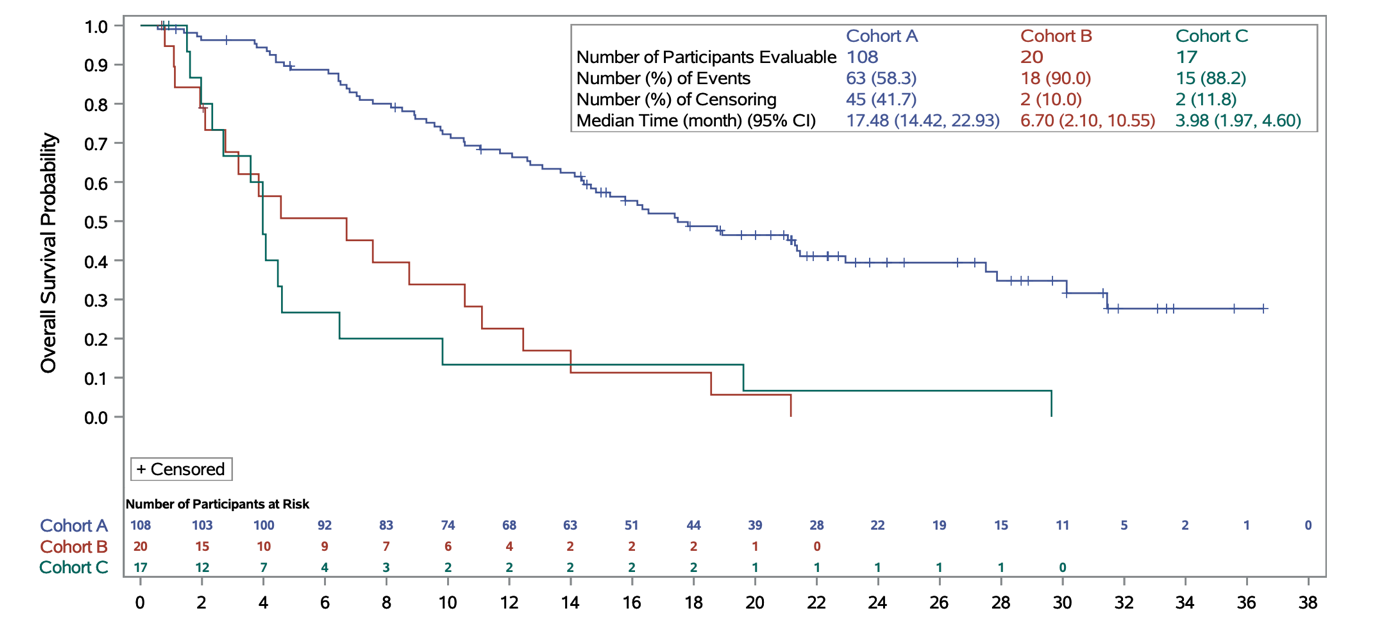 Cohort A Cohort B Cohort C
Number of Participants Evaluable 108 20 17
Number (%) of Events 63 (58.3) 18 (90.0) 15 (88.2)
Number (%) of Censoring 45 (41.7) 2 (10.0) 2 (11.8)
Median Time (month) (95% CI) 17.48 (14.42, 22.93) 6.70 (2.10, 10.55) 3.98 (1.97, 4.60)
Overall Survival Probability
1.0
0.9
0.8
0.7
0.6
0.5
0.4
0.3
0.2
0.1
0.0
+ Censored
Number of Participants at Risk
Cohort A 108 103 100 92 83 74 68 63 51 44 39 28 22 19 15 11 5 2 1 0
Cohort B 20 15 10 9 7 6 4 2 2 2 1 0
Cohort C 17 12 7 4 3 2 2 2 2 2 1 1 1 1 1 0
0 2 4 6 8 10 12 14 16 18 20 22 24 26 28 30 32 34 36 38